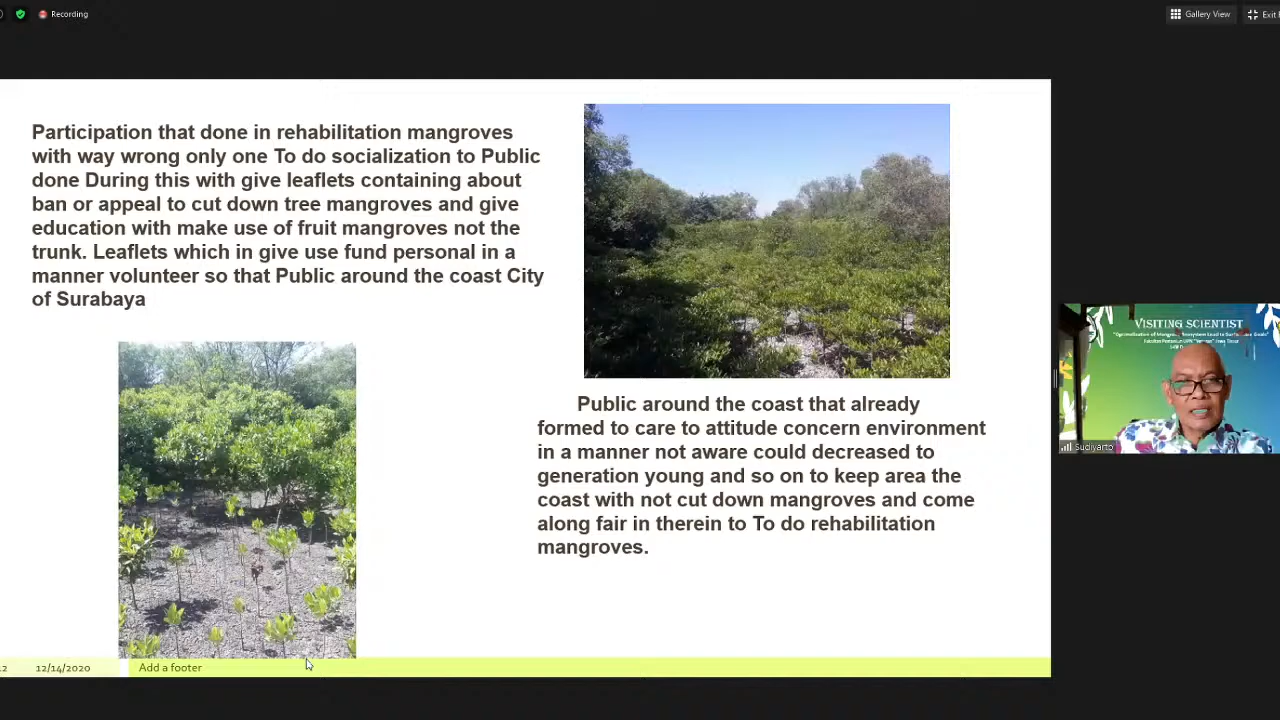 Recording
Gallery View
Exit
Participation that done in rehabilitation mangroves
with way wrong only one To do socialization to Public
done During this with give leaflets containing about
ban or appeal to cut down tree mangroves and give
education with make use of fruit mangroves not the
trunk. Leaflets which in give use fund personal in a
manner volunteer so that Public around the coast City
of Surabaya
Public around the coast that already
formed to care to attitude concern environment
in a manner not aware could decreased to
generation young and so on to keep area the
coast with not cut down mangroves and come
along fair in therein to To do rehabilitation
mangroves.
VISITING SCIENTIST
Sudiyarto
12/14/2020
Add a footer